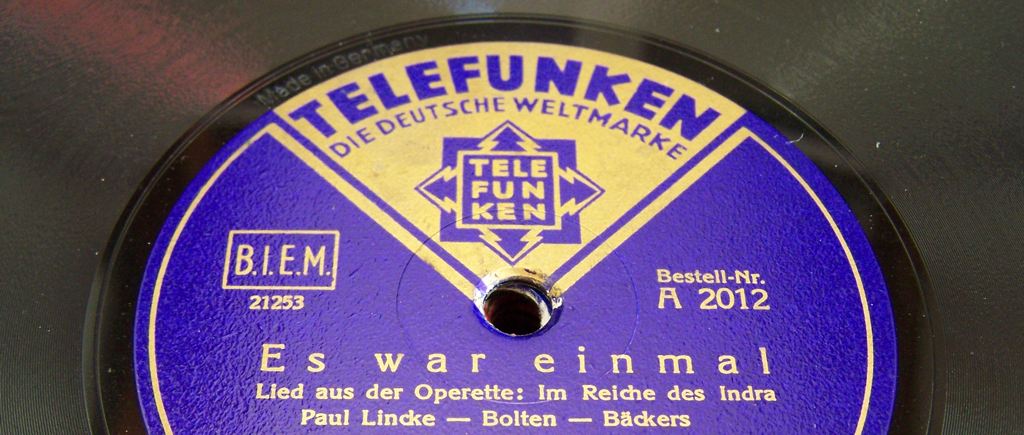 Made in Germany
TELEFUNKEN
DIE DEUTSCHE WELTMARKE
TELE
FUN
KEN
B.I.E.M.
21253
Bestell-Nr.
A 2012
Es war einmal
Lied aus der Operette: Im Reiche des Indra
Paul Lincke — Bolten — Bäckers